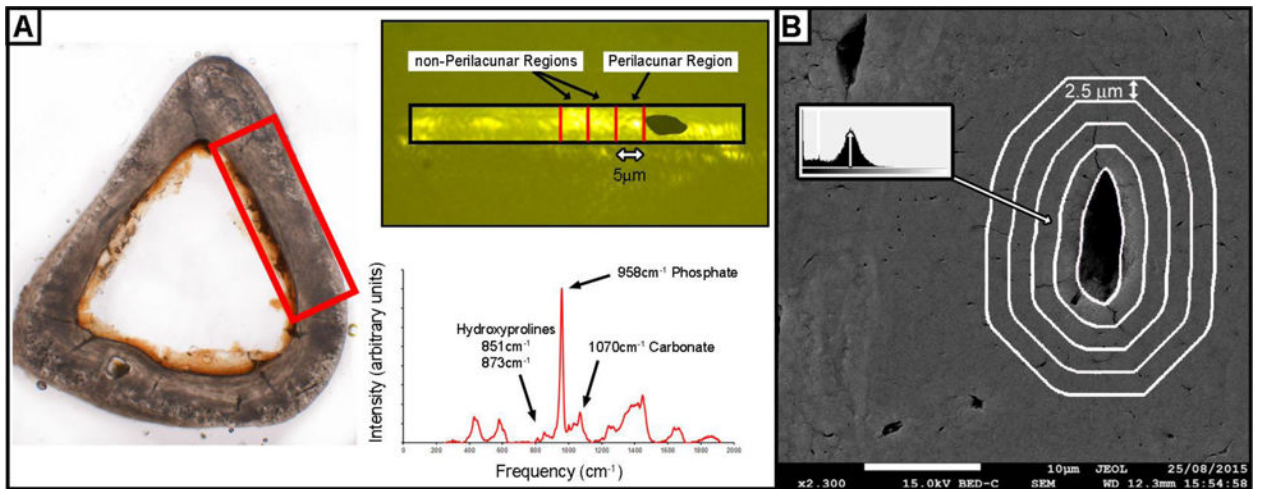 A
non-Perilacunar Regions
Perilacunar Region
5μm
Intensity (arbitrary units)
958cm⁻¹ Phosphate
Hydroxyprolines
851cm⁻¹
873cm⁻¹
1070cm⁻¹ Carbonate
0 200 400 600 800 1000 1200 1400 1600 1800 2000
Frequency (cm⁻¹)
B
2.5 μm
10μm JEOL 25/08/2015
x2.300 15.0kV BED-C SEM WD 12.3mm 15:54:58